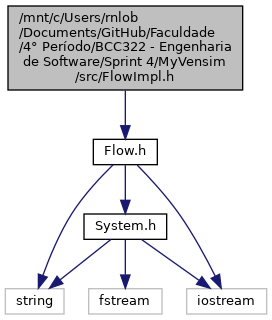 /mnt/c/Users/rnlob
/Documents/GitHub/Faculdade
/4° Período/BCC322 - Engenharia
de Software/Sprint 4/MyVensim
/src/FlowImpl.h
Flow.h
System.h
string
fstream
iostream